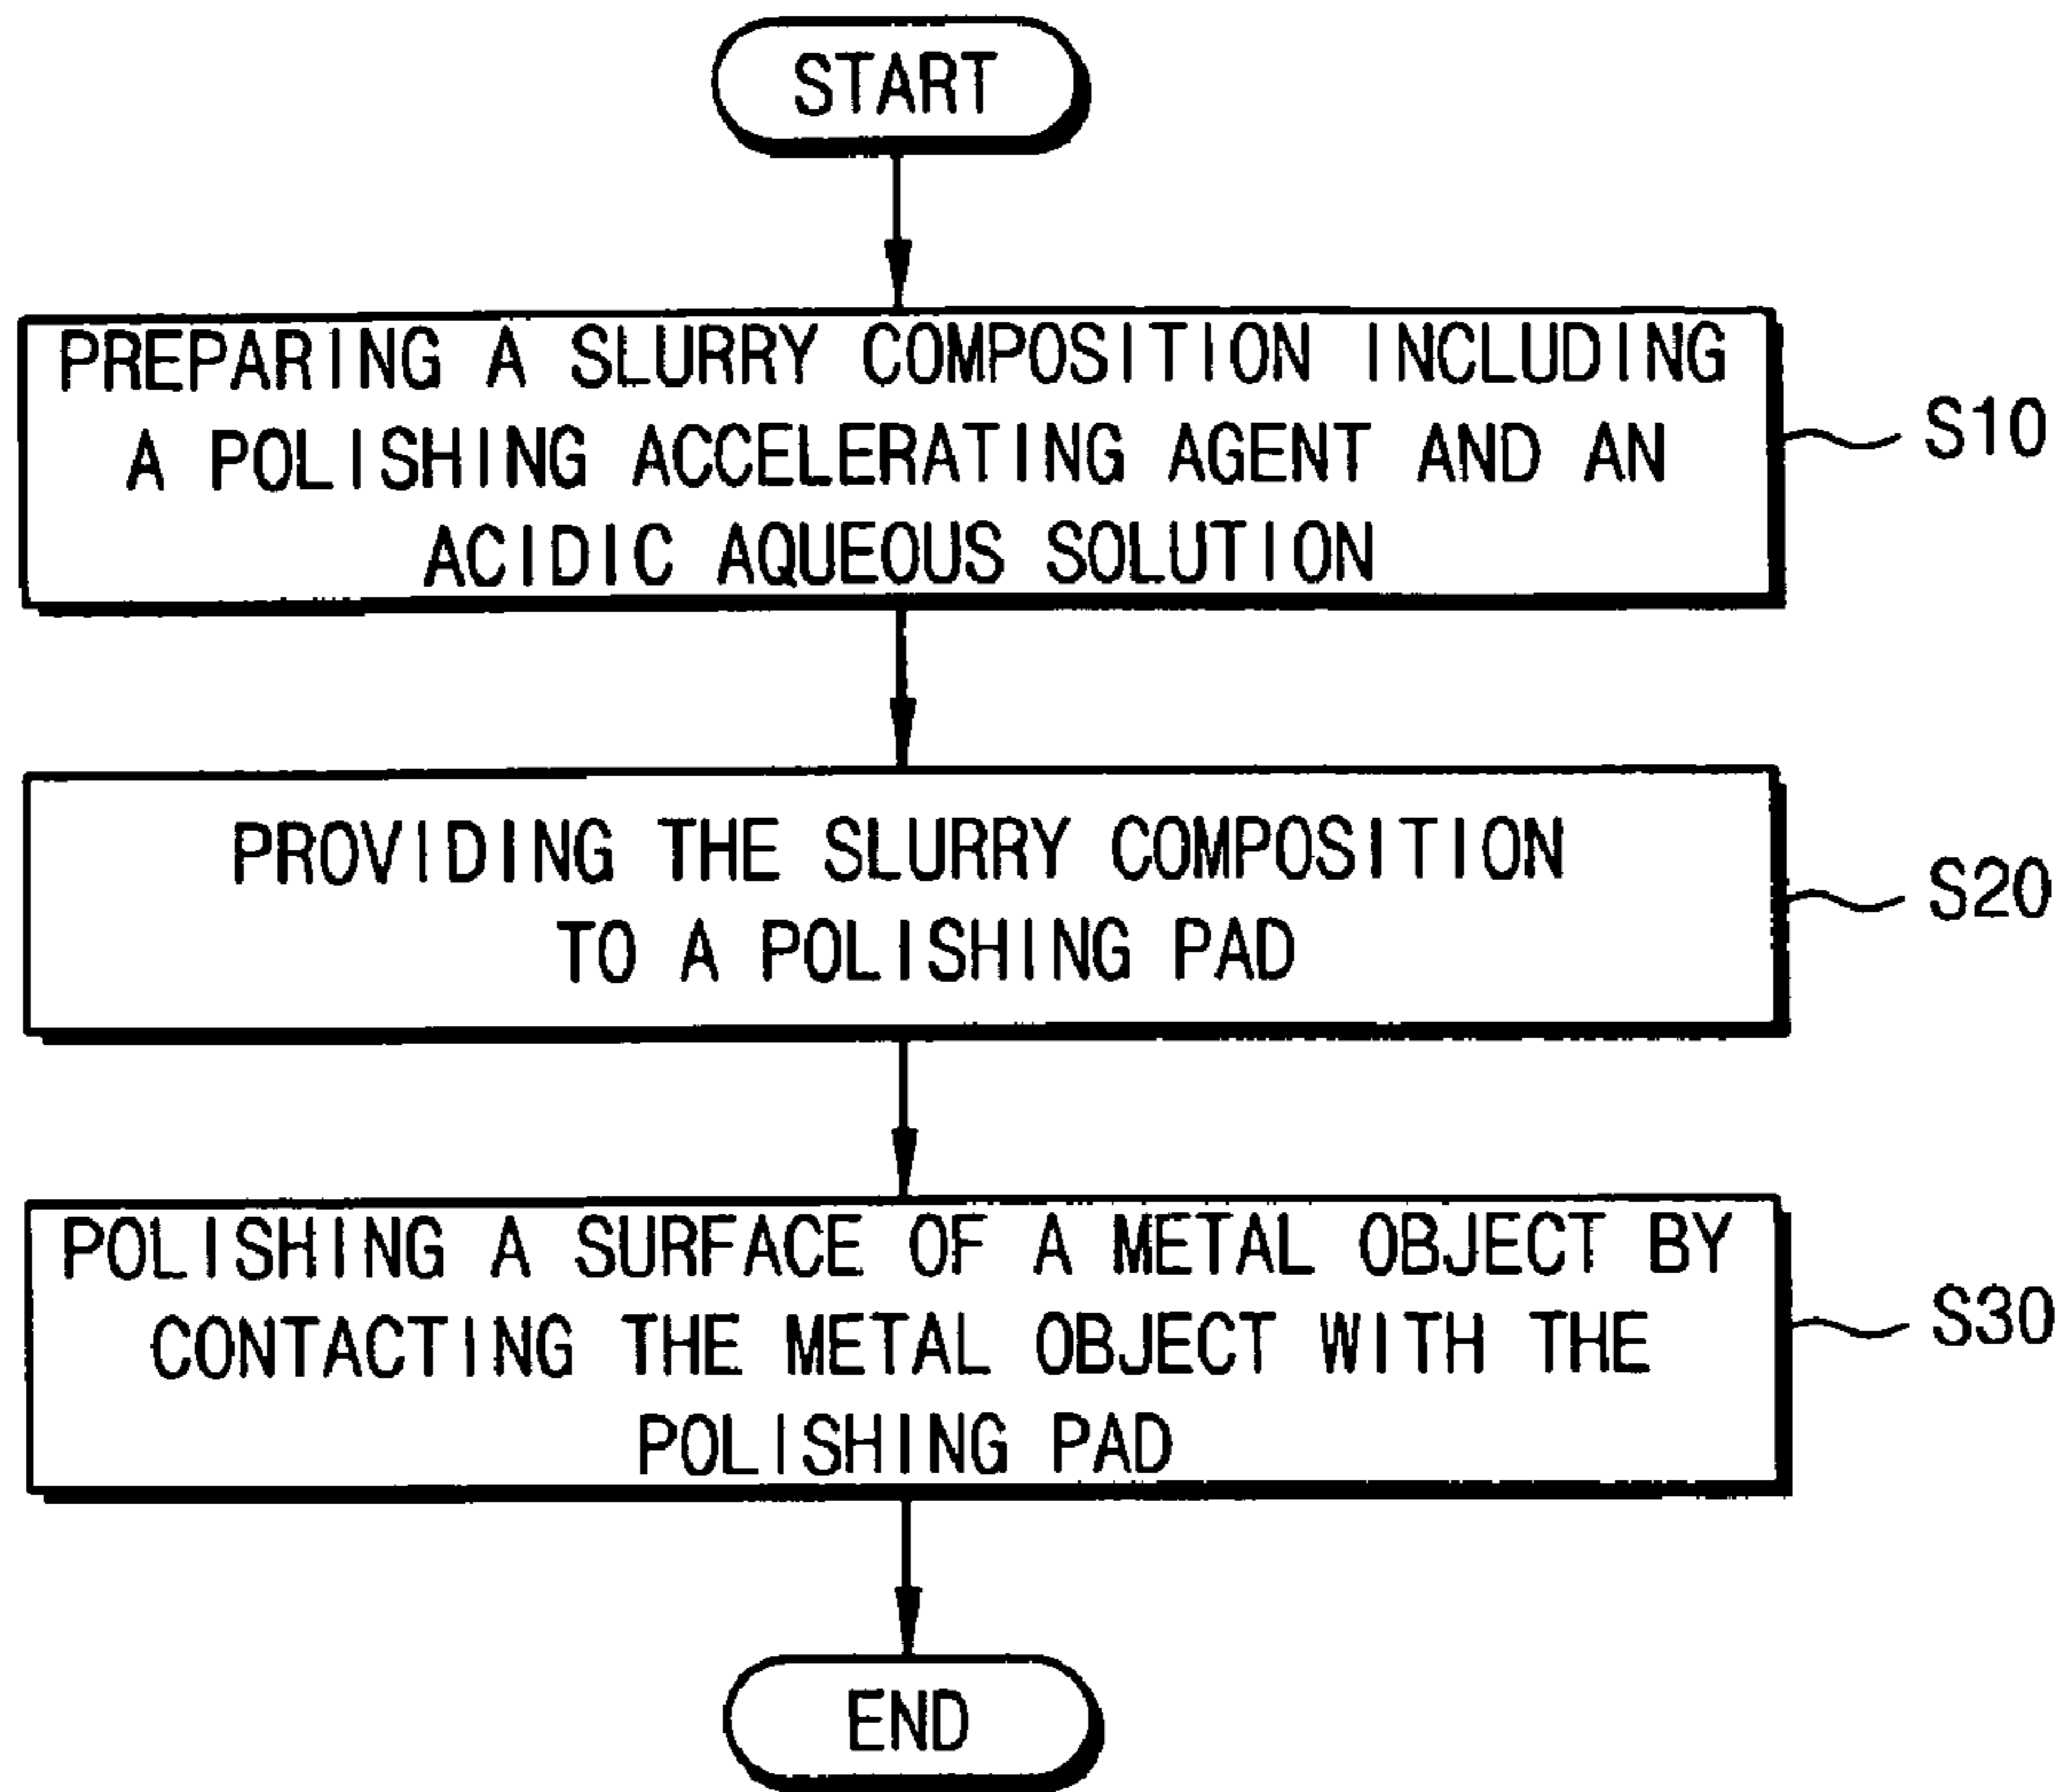 START
PREPARING A SLURRY COMPOSITION INCLUDING
A POLISHING ACCELERATING AGENT AND AN
ACIDIC AQUEOUS SOLUTION
S10
PROVIDING THE SLURRY COMPOSITION
TO A POLISHING PAD
S20
POLISHING A SURFACE OF A METAL OBJECT BY
CONTACTING THE METAL OBJECT WITH THE
POLISHING PAD
S30
END